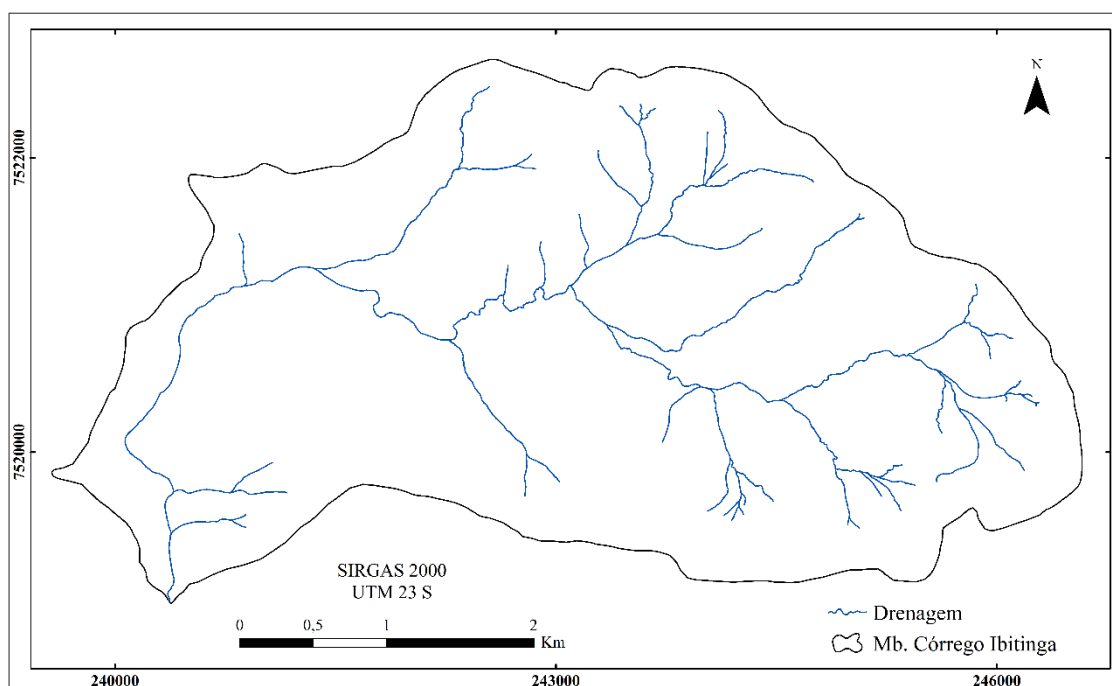 N
7522000
7520000
SIRGAS 2000
UTM 23 S
0 0,5 1 2
Km
Drenagem
Mb. Córrego Ibitinga
240000 243000 246000